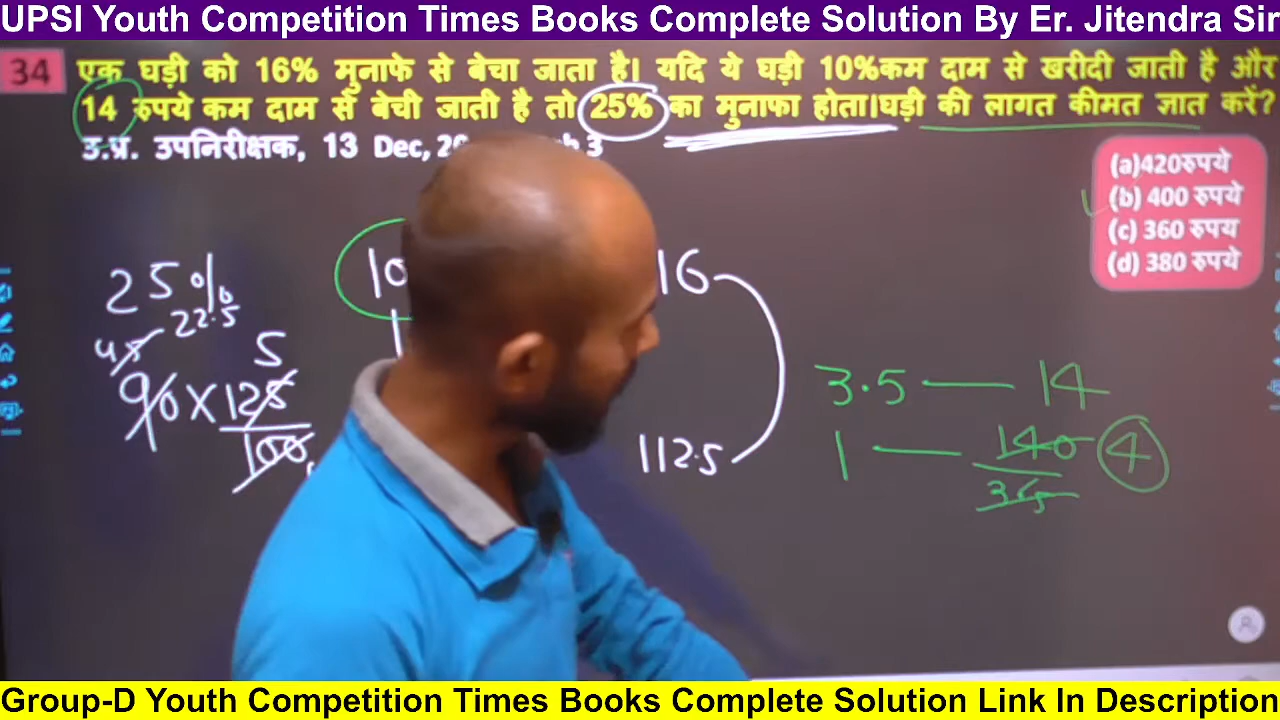 UPSI Youth Competition Times Books Complete Solution By Er. Jitendra Sir
34 एक घड़ी को 16% मुनाफे से बेचा जाता है। यदि ये घड़ी 10%कम दाम से खरीदी जाती है और
14 रुपये कम दाम से बेची जाती है तो 25% का मुनाफा होता।घड़ी की लागत कीमत ज्ञात करें?
उ.प्र. उपनिरीक्षक, 13 Dec, 3
(a)420रुपये
(b) 400 रुपये
(c) 360 रुपय
(d) 380 रुपये
25%
22.5
45 5
90 x 125
100
10
16
112.5
3.5 — 14
1 — 140 4
35
Group-D Youth Competition Times Books Complete Solution Link In Description